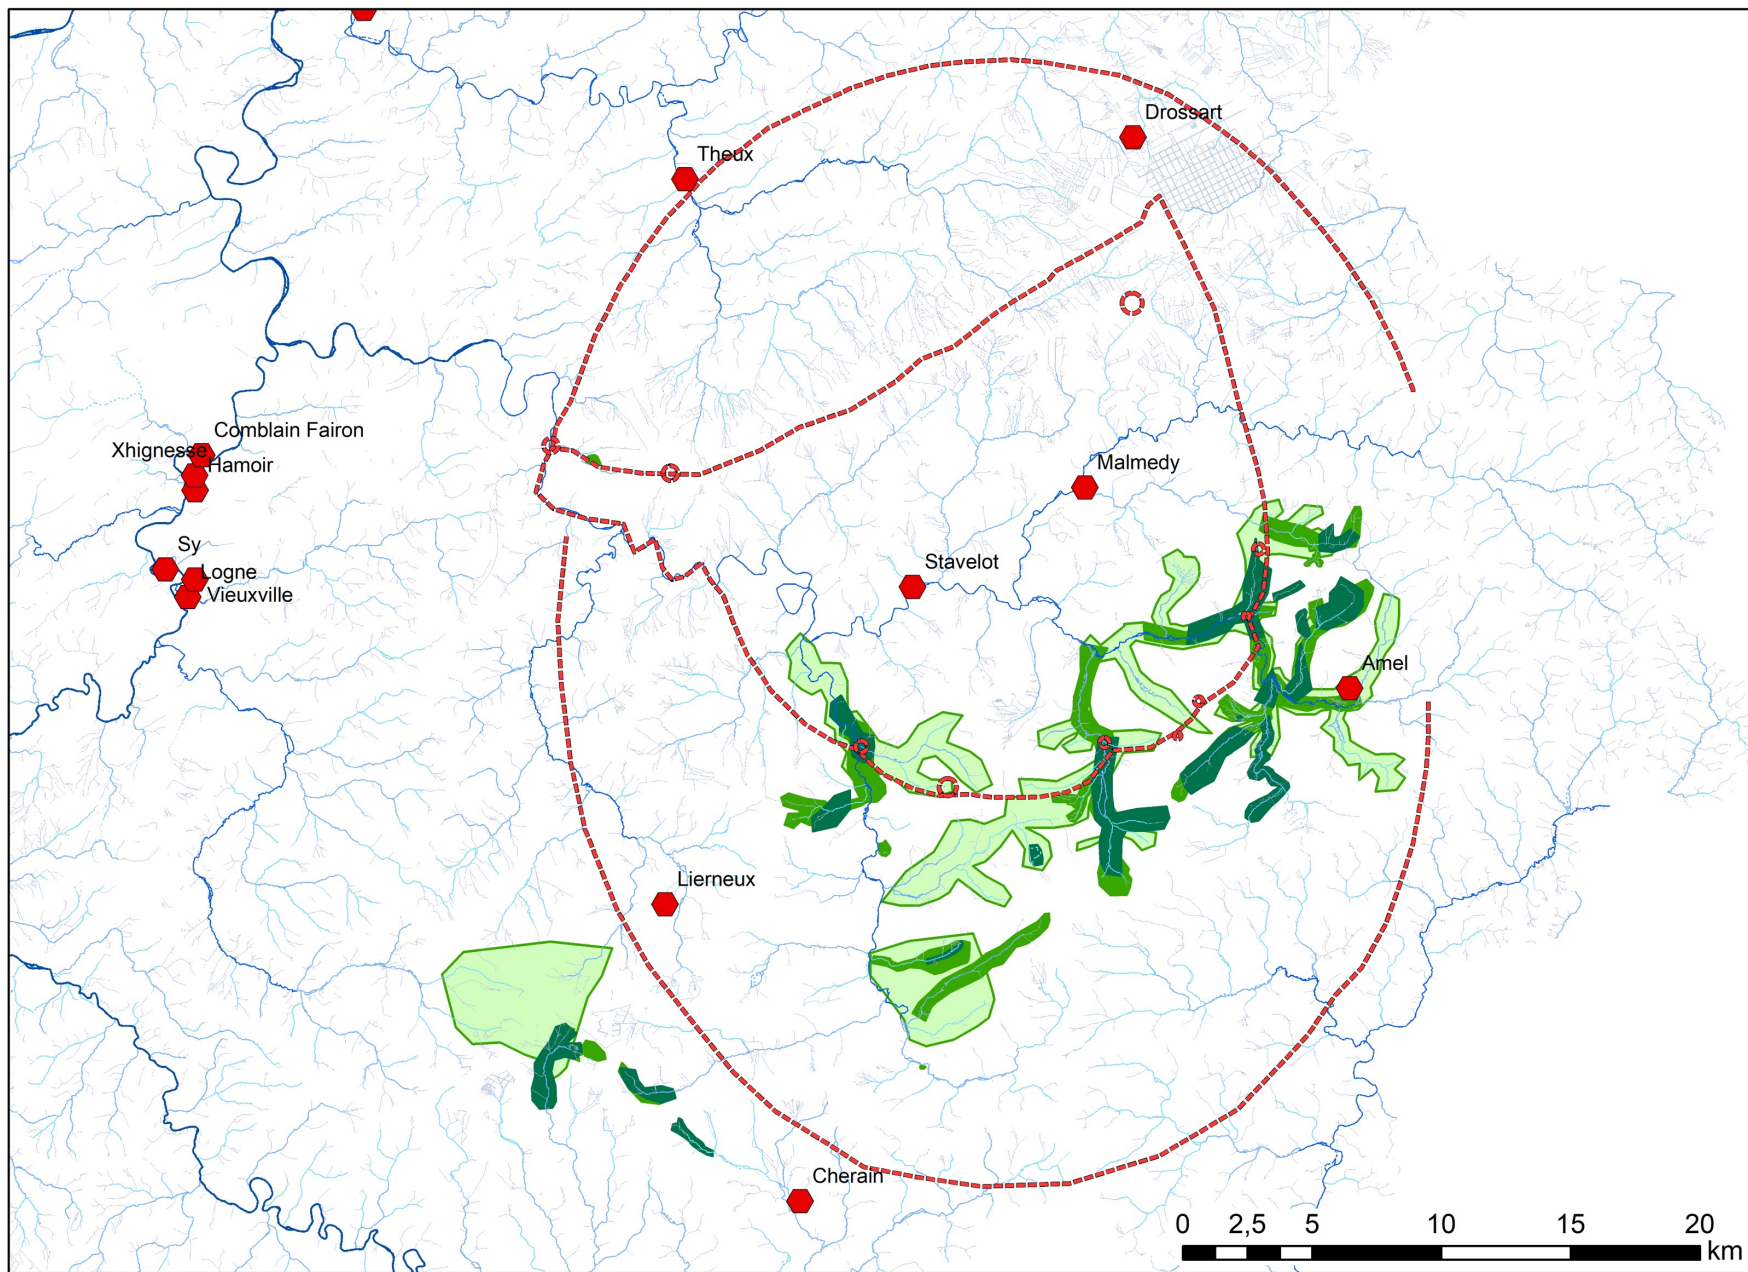 Drossart
Theux
Comblain Fairon
Xhignesse
Hamoir
Malmedy
Sy
Stavelot
Logne
Vieuxville
Amel
Lierneux
Cherain
0 2,5 5 10 15 20
km